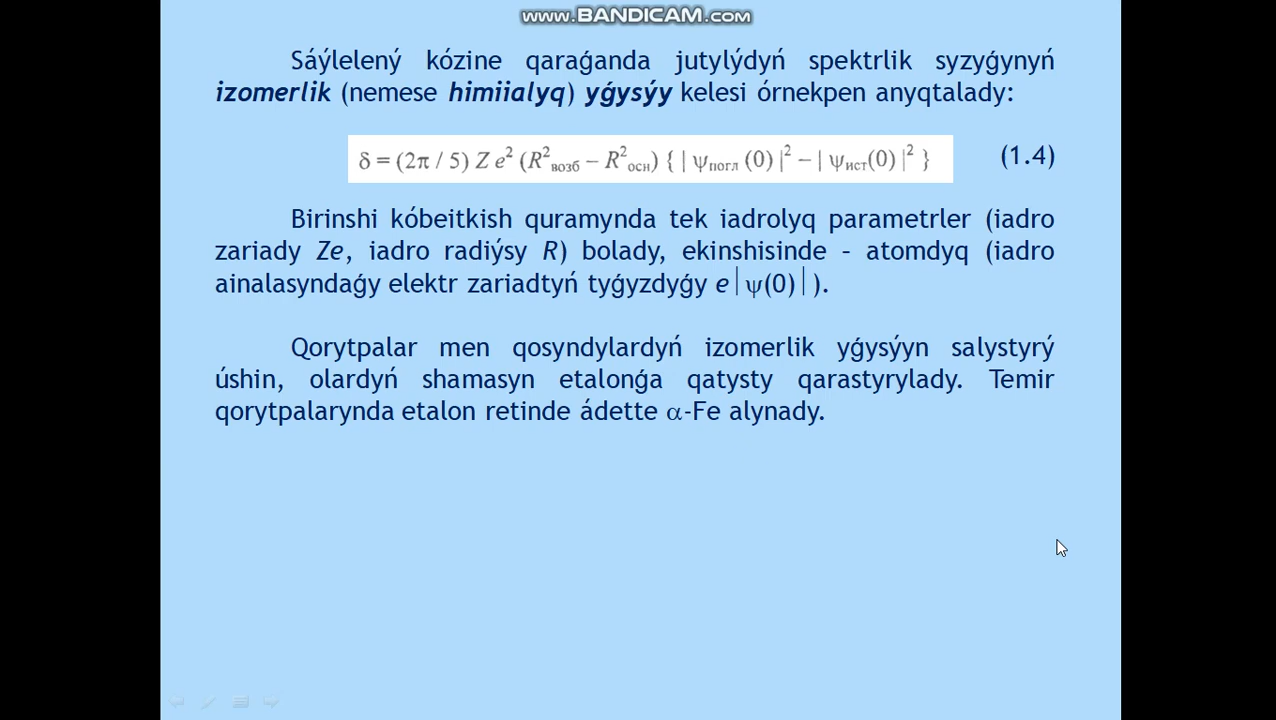 www.BANDICAM.com
Sáýlelený kózine qaraǵanda jutylýdyń spektrlik syzyǵynyń
izomerlik (nemese himiialyq) yǵysýy kelesi órnekpen anyqtalady:
δ = (2π / 5) Z e² (R²возб – R²осн) { | ψпогл (0) |² – | ψист(0) |² } (1.4)
Birinshi kóbeitkish quramynda tek iadrolyq parametrler (iadro
zariady Ze, iadro radiýsy R) bolady, ekinshisinde – atomdyq (iadro
ainalasyndaǵy elektr zariadtyń tyǵyzdyǵy e|ψ(0)|).
Qorytpalar men qosyndylardyń izomerlik yǵysýyn salystyrý
úshin, olardyń shamasyn etalonǵa qatysty qarastyrylady. Temir
qorytpalarynda etalon retinde ádette α-Fe alynady.